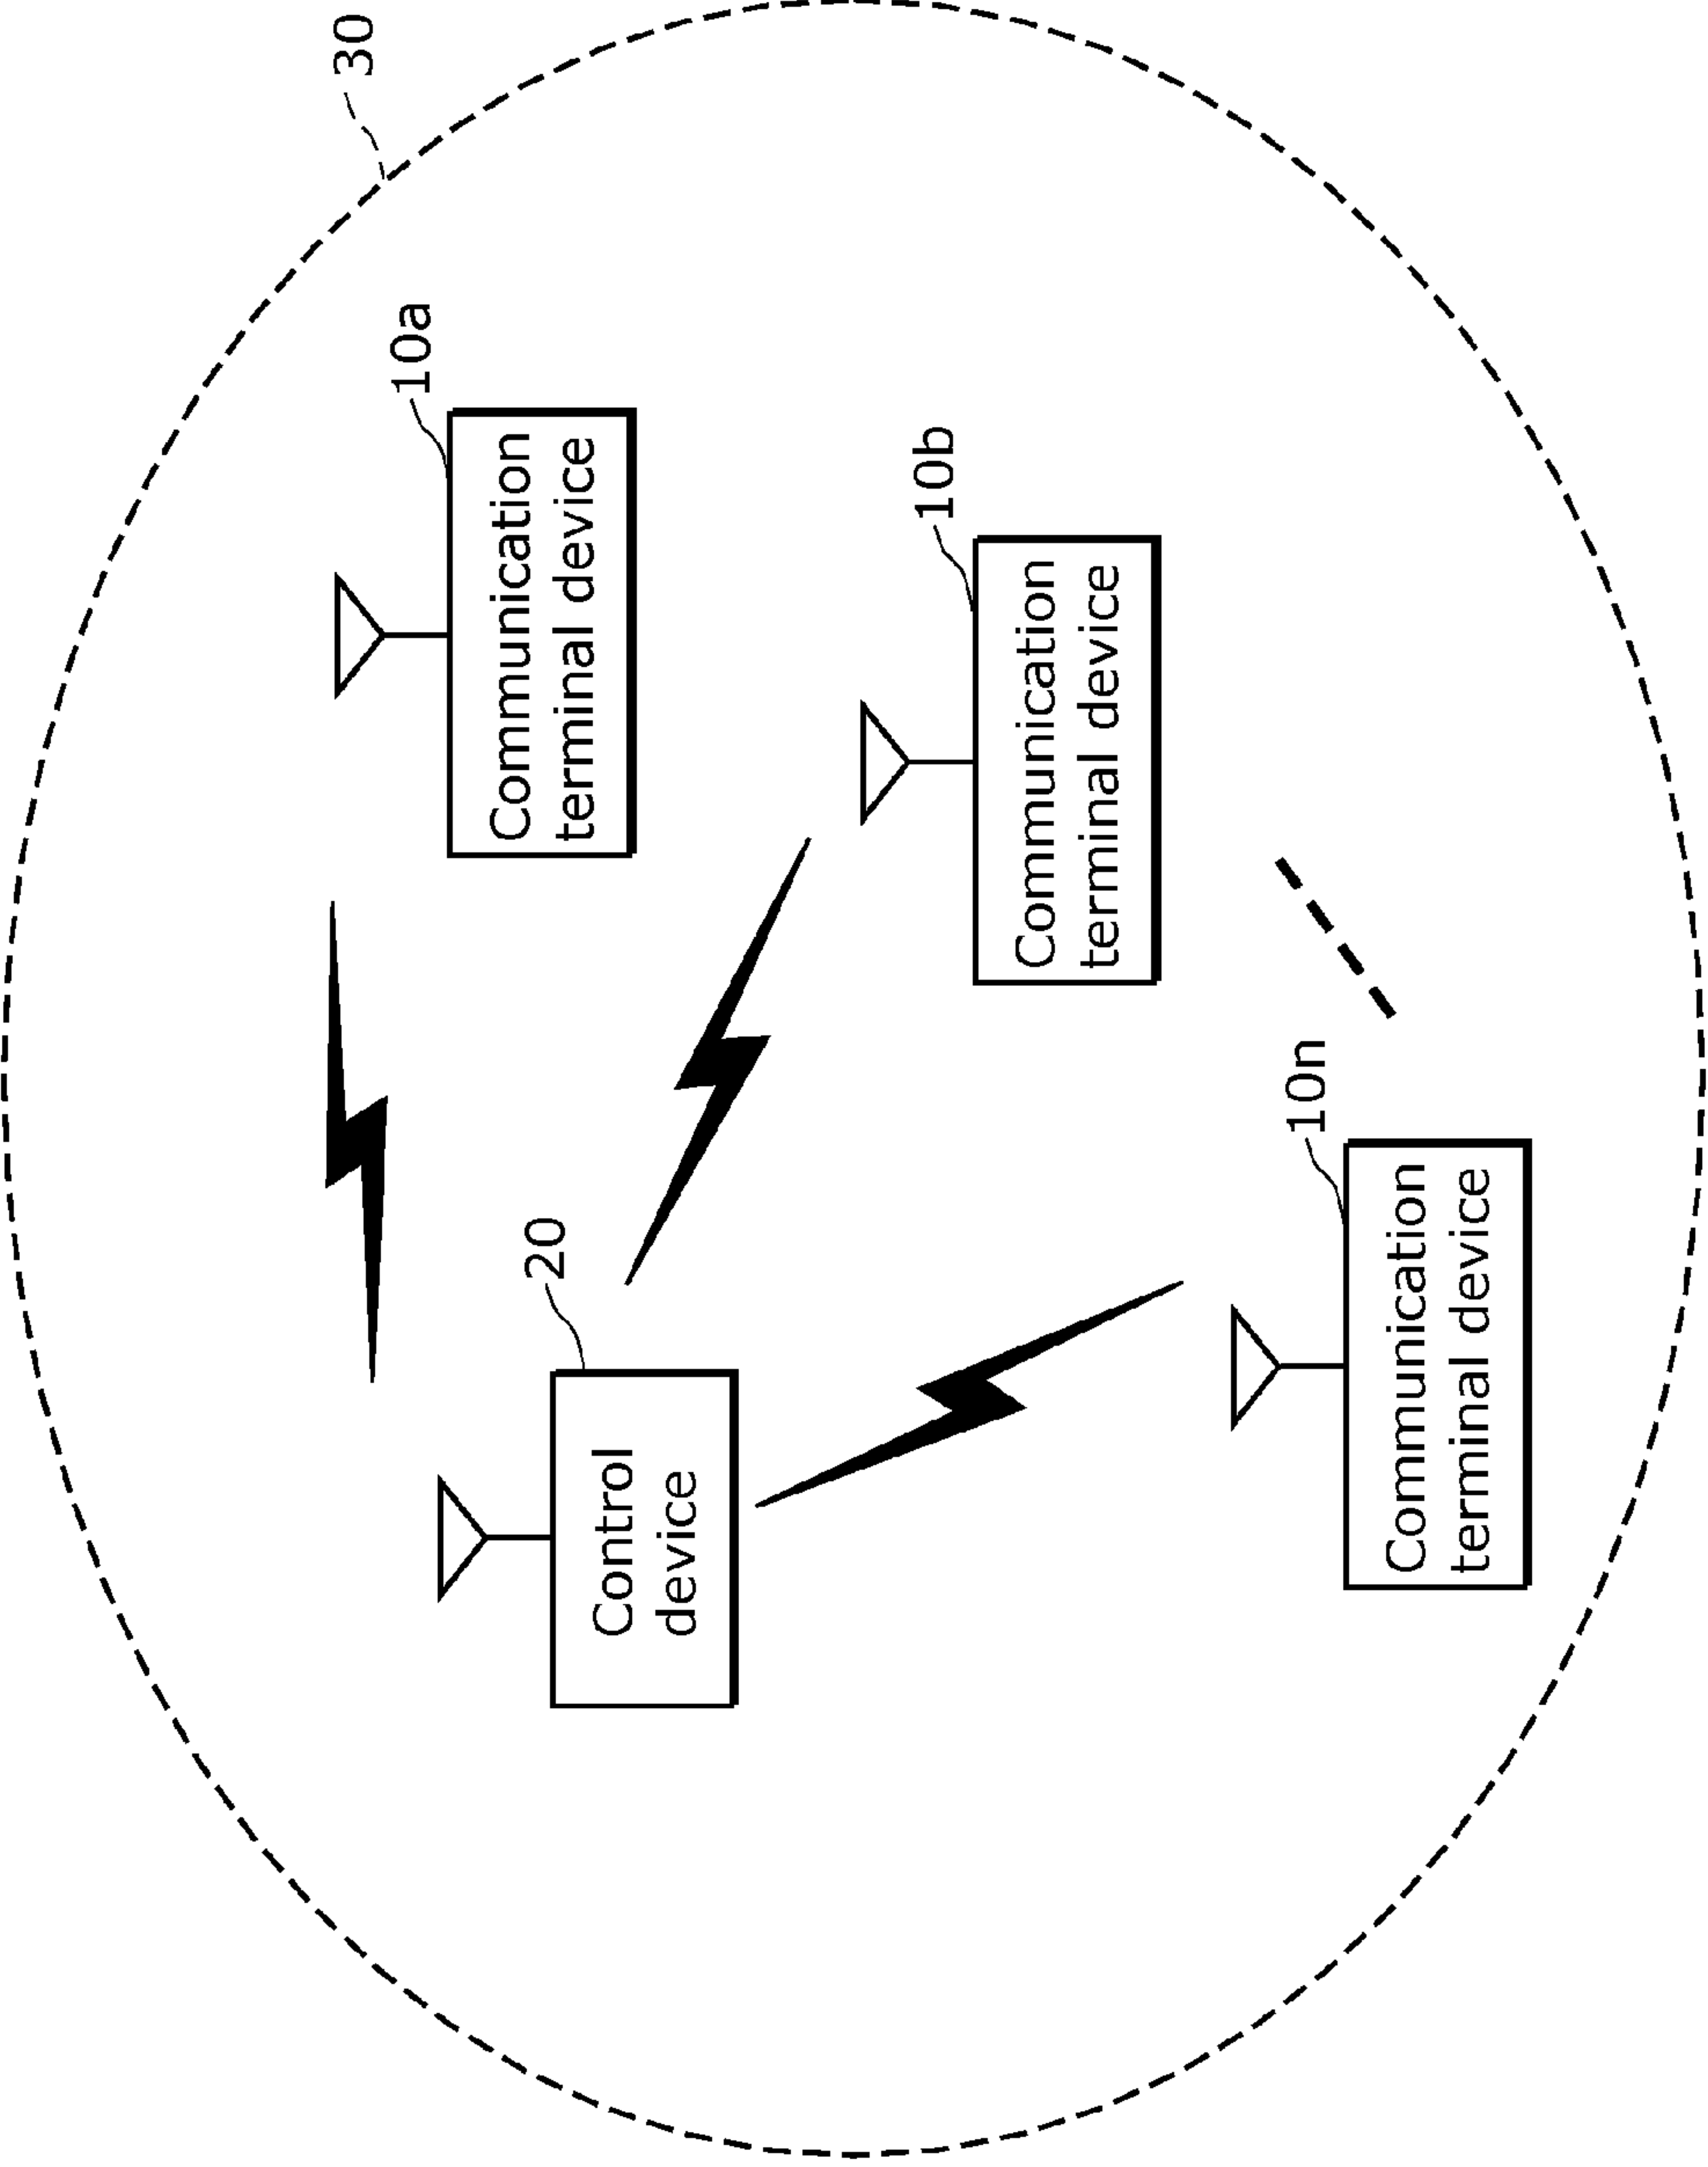 30
10a
Communication
terminal device
20
Control
device
10b
Communication
terminal device
10n
Communication
terminal device